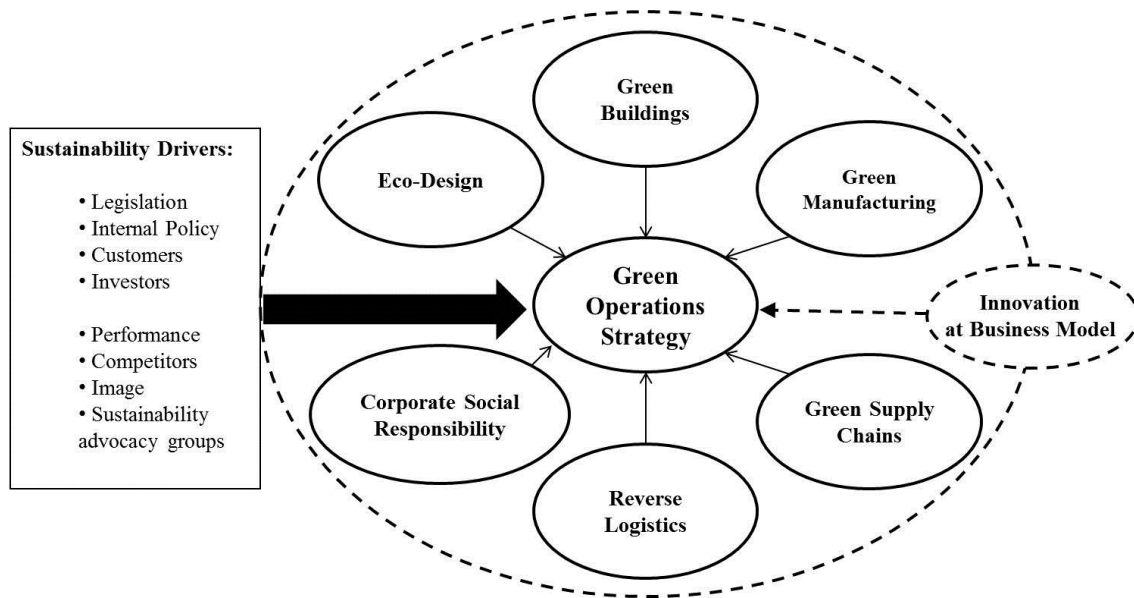 Sustainability Drivers:
• Legislation
• Internal Policy
• Customers
• Investors
• Performance
• Competitors
• Image
• Sustainability
advocacy groups
Green
Buildings
Eco-Design
Green
Manufacturing
Green
Operations
Strategy
Innovation
at Business Model
Corporate Social
Responsibility
Green Supply
Chains
Reverse
Logistics